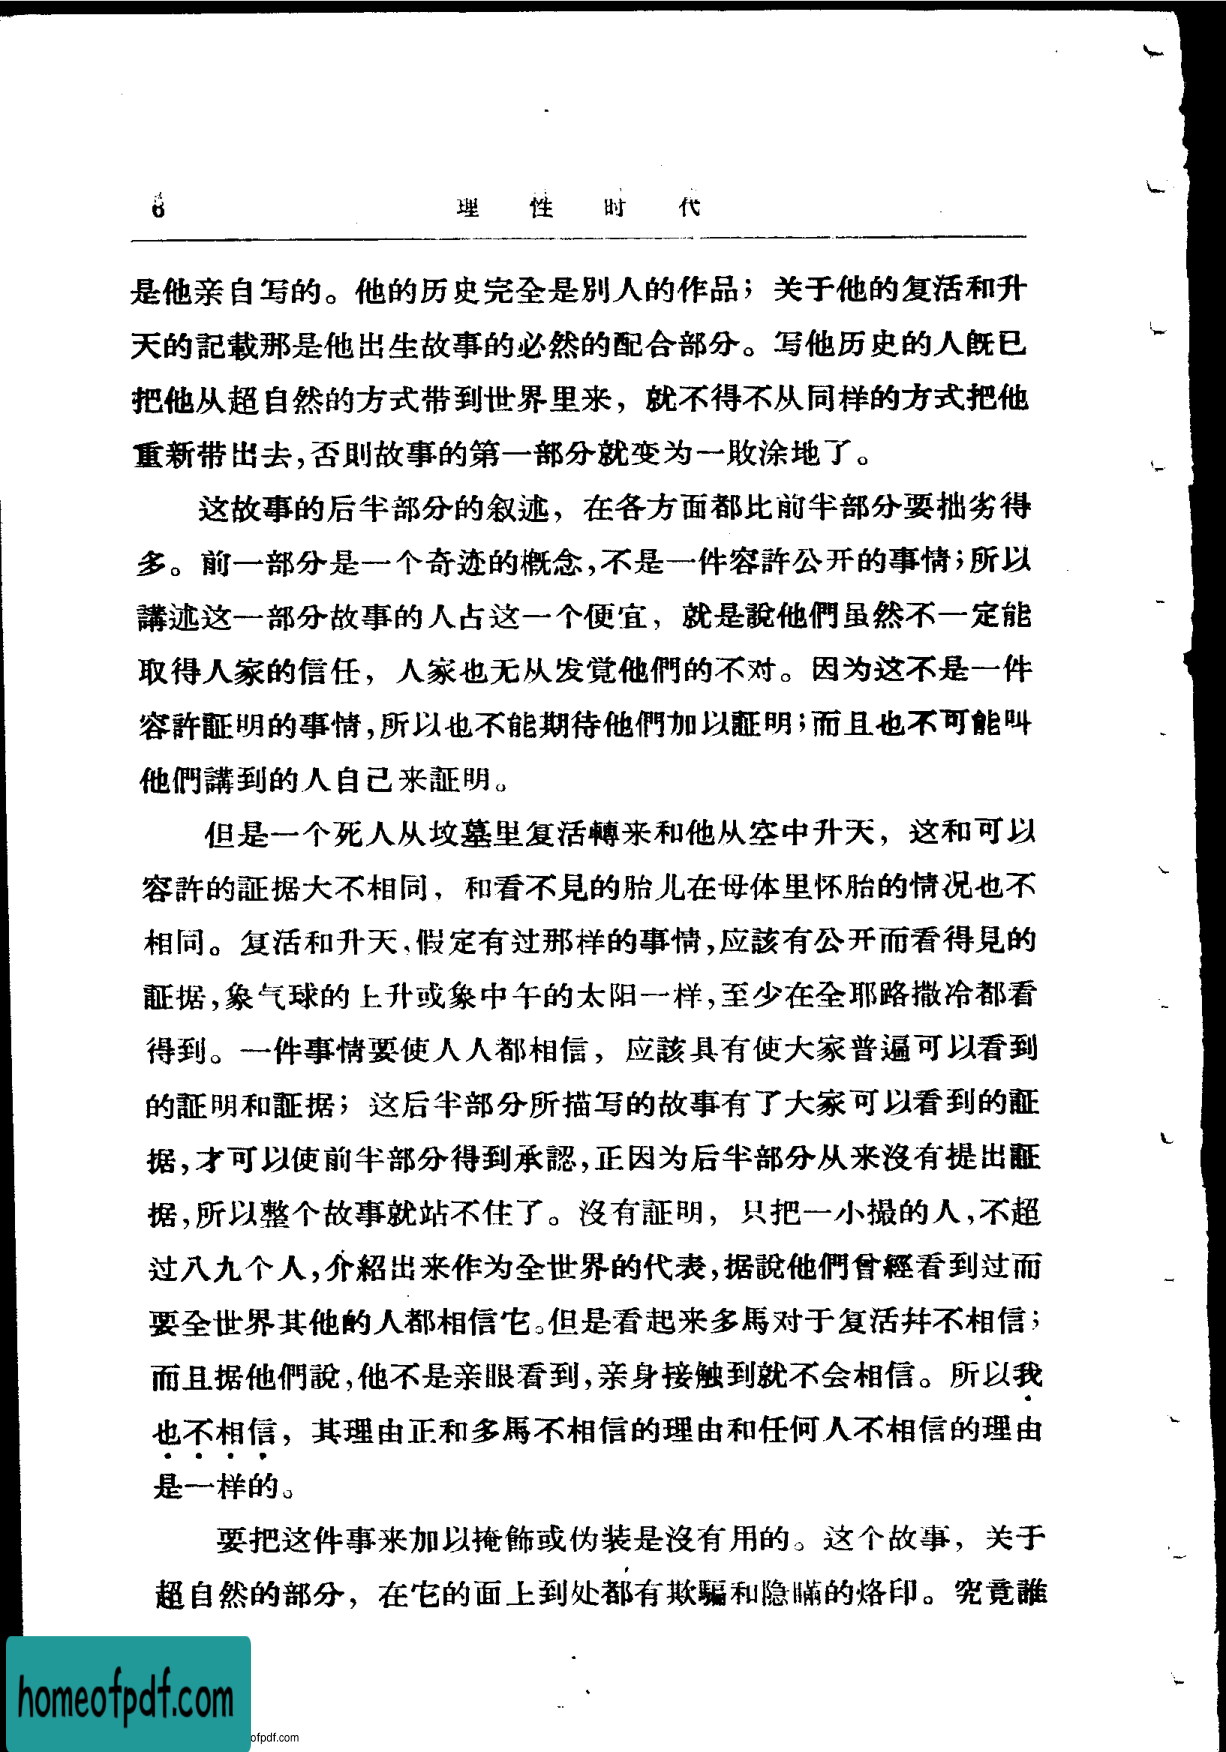 6 理性时代
是他亲自写的。他的历史完全是別人的作品；关于他的复活和升
天的記載那是他出生故事的必然的配合部分。写他历史的人旣已
把他从超自然的方式带到世界里来，就不得不从同样的方式把他
重新带出去，否則故事的第一部分就变为一敗涂地了。
这故事的后半部分的叙述，在各方面都比前半部分要拙劣得
多。前一部分是一个奇迹的概念，不是一件容許公开的事情；所以
講述这一部分故事的人占这一个便宜，就是說他們虽然不一定能
取得人家的信任，人家也无从发覚他們的不对。因为这不是一件
容許証明的事情，所以也不能期待他們加以証明；而且也不可能叫
他們講到的人自己来証明。
但是一个死人从坟墓里复活轉来和他从空中升天，这和可以
容許的証据大不相同，和看不見的胎儿在母体里怀胎的情况也不
相同。复活和升天，假定有过那样的事情，应該有公开而看得見的
証据，象气球的上升或象中午的太阳一样，至少在全耶路撒冷都看
得到。一件事情要使人人都相信，应該具有使大家普遍可以看到
的証明和証据；这后半部分所描写的故事有了大家可以看到的証
据，才可以使前半部分得到承認，正因为后半部分从来沒有提出証
据，所以整个故事就站不住了。沒有証明，只把一小撮的人，不超
过八九个人，介紹出来作为全世界的代表，据說他們曾經看到过而
要全世界其他的人都相信它。但是看起来多馬对于复活幷不相信；
而且据他們說，他不是亲眼看到，亲身接触到就不会相信。所以我
也不相信，其理由正和多馬不相信的理由和任何人不相信的理由
是一样的。
要把这件事来加以掩飾或伪装是沒有用的。这个故事，关于
超自然的部分，在它的面上到处都有欺騙和隐瞞的烙印。究竟誰
homeofpdf.com
ofpdf.com